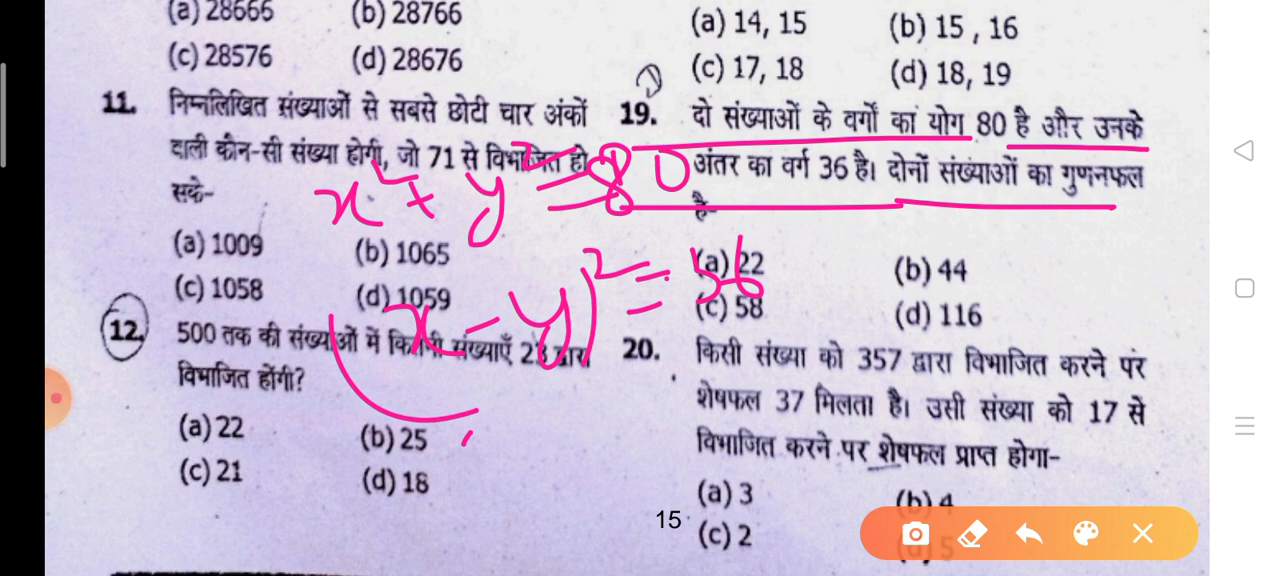 (a) 28666 (b) 28766
(c) 28576 (d) 28676
11. निम्नलिखित संख्याओं से सबसे छोटी चार अंकों
वाली कौन-सी संख्या होगी, जो 71 से विभाजित हो
सके-
(a) 1009 (b) 1065
(c) 1058 (d) 1059
12. 500 तक की संख्याओं में कितनी संख्याएँ 23 द्वारा
विभाजित होंगी?
(a) 22 (b) 25
(c) 21 (d) 18
(a) 14, 15 (b) 15 , 16
(c) 17, 18 (d) 18, 19
19. दो संख्याओं के वर्गों का योग 80 है और उनके
अंतर का वर्ग 36 है। दोनों संख्याओं का गुणनफल
है-
(a) 22 (b) 44
(c) 58 (d) 116
20. किसी संख्या को 357 द्वारा विभाजित करने पर
शेषफल 37 मिलता है। उसी संख्या को 17 से
विभाजित करने पर शेषफल प्राप्त होगा-
(a) 3 (b) 4
(c) 2 (d) 5
x² + y² = 80
(x - y)² = 36
15